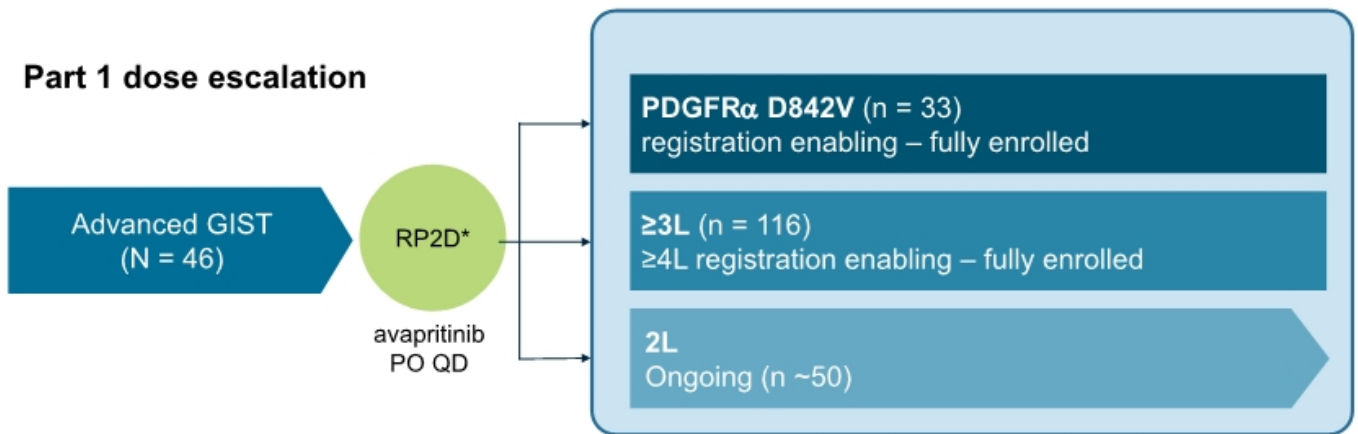 Part 1 dose escalation
Advanced GIST
(N = 46)
RP2D*
avapritinib
PO QD
PDGFRα D842V (n = 33)
registration enabling – fully enrolled
≥3L (n = 116)
≥4L registration enabling – fully enrolled
2L
Ongoing (n ~50)